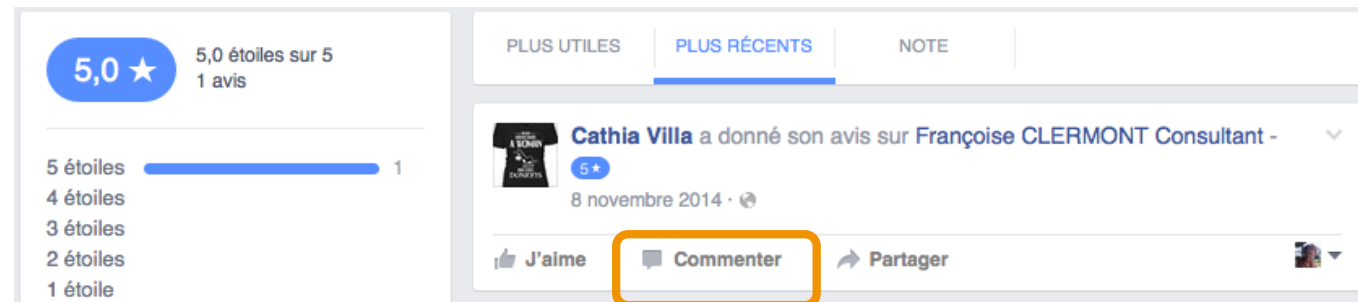 5,0 ★
5,0 étoiles sur 5
1 avis
5 étoiles 1
4 étoiles
3 étoiles
2 étoiles
1 étoile
PLUS UTILES PLUS RÉCENTS NOTE
Cathia Villa a donné son avis sur Françoise CLERMONT Consultant -
5★
8 novembre 2014 ·
J'aime Commenter Partager
A WOMAN